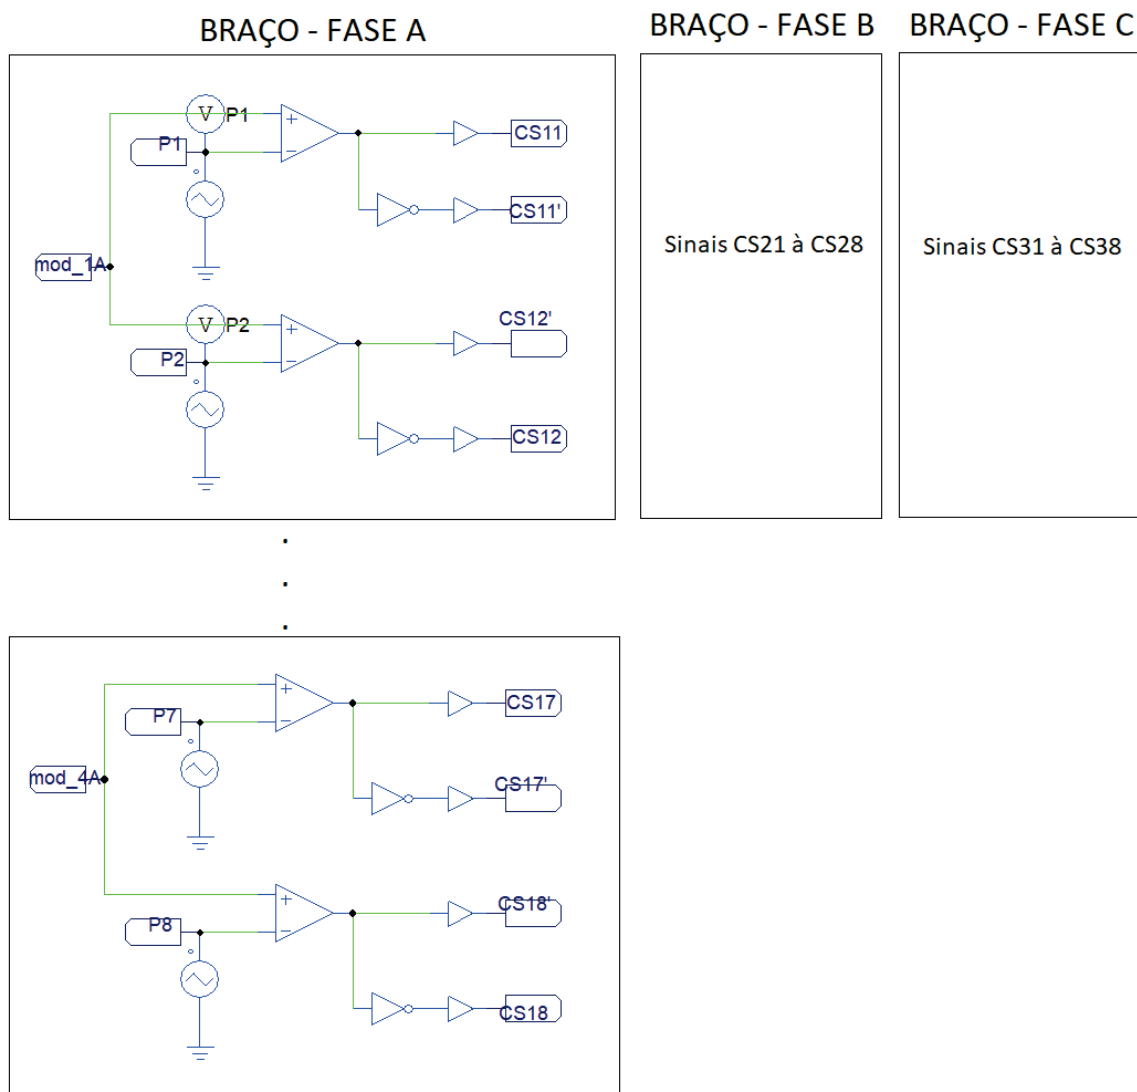 BRAÇO - FASE A
BRAÇO - FASE B
BRAÇO - FASE C
V P1
P1
CS11
CS11'
mod_1A
V P2
P2
CS12'
CS12
Sinais CS21 à CS28
Sinais CS31 à CS38
P7
CS17
CS17'
mod_4A
P8
CS18'
CS18